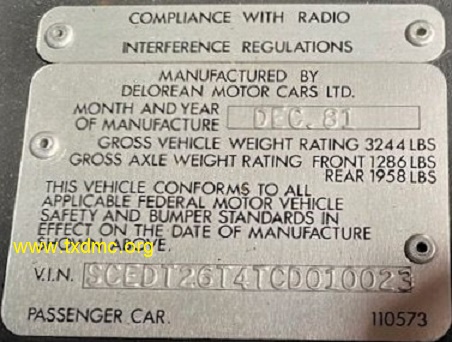 COMPLIANCE WITH RADIO
INTERFERENCE REGULATIONS
MANUFACTURED BY
DELOREAN MOTOR CARS LTD.
MONTH AND YEAR
OF MANUFACTURE DEC. 81
GROSS VEHICLE WEIGHT RATING 3244 LBS
GROSS AXLE WEIGHT RATING FRONT 1286 LBS
REAR 1958 LBS
THIS VEHICLE CONFORMS TO ALL
APPLICABLE FEDERAL MOTOR VEHICLE
SAFETY AND BUMPER STANDARDS IN
EFFECT ON THE DATE OF MANUFACTURE
SHOWN ABOVE.
www.txdmc.org
V.I.N. SCEDT26T4TCD010023
PASSENGER CAR. 110573